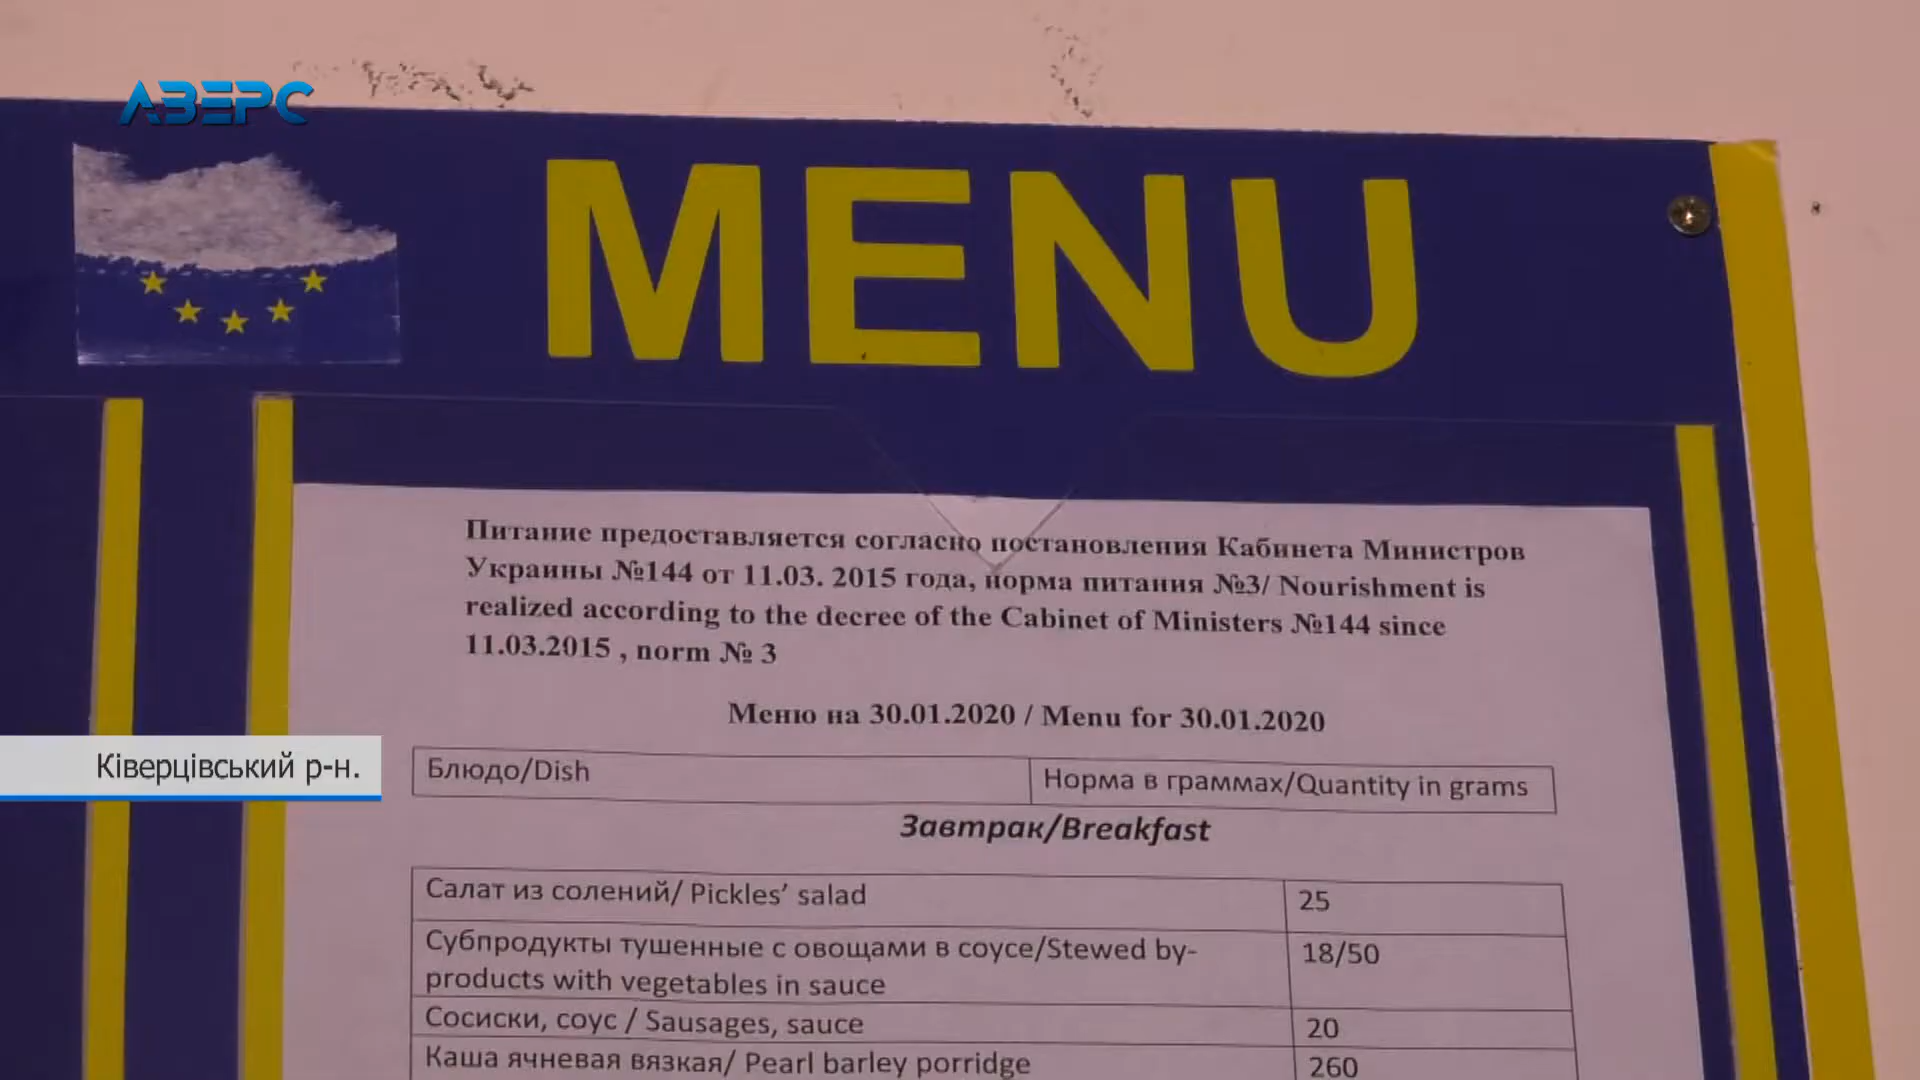 АВЕРС
MENU
Питание предоставляется согласно постановления Кабинета Министров
Украины №144 от 11.03. 2015 года, норма питания №3/ Nourishment is
realized according to the decree of the Cabinet of Ministers №144 since
11.03.2015 , norm № 3
Меню на 30.01.2020 / Menu for 30.01.2020
Ківерцівський р-н.
Блюдо/Dish
Норма в граммах/Quantity in grams
Завтрак/Breakfast
Салат из солений/ Pickles’ salad
25
Субпродукты тушенные с овощами в соусе/Stewed by-
products with vegetables in sauce
18/50
Сосиски, соус / Sausages, sauce
20
Каша ячневая вязкая/ Pearl barley porridge
260